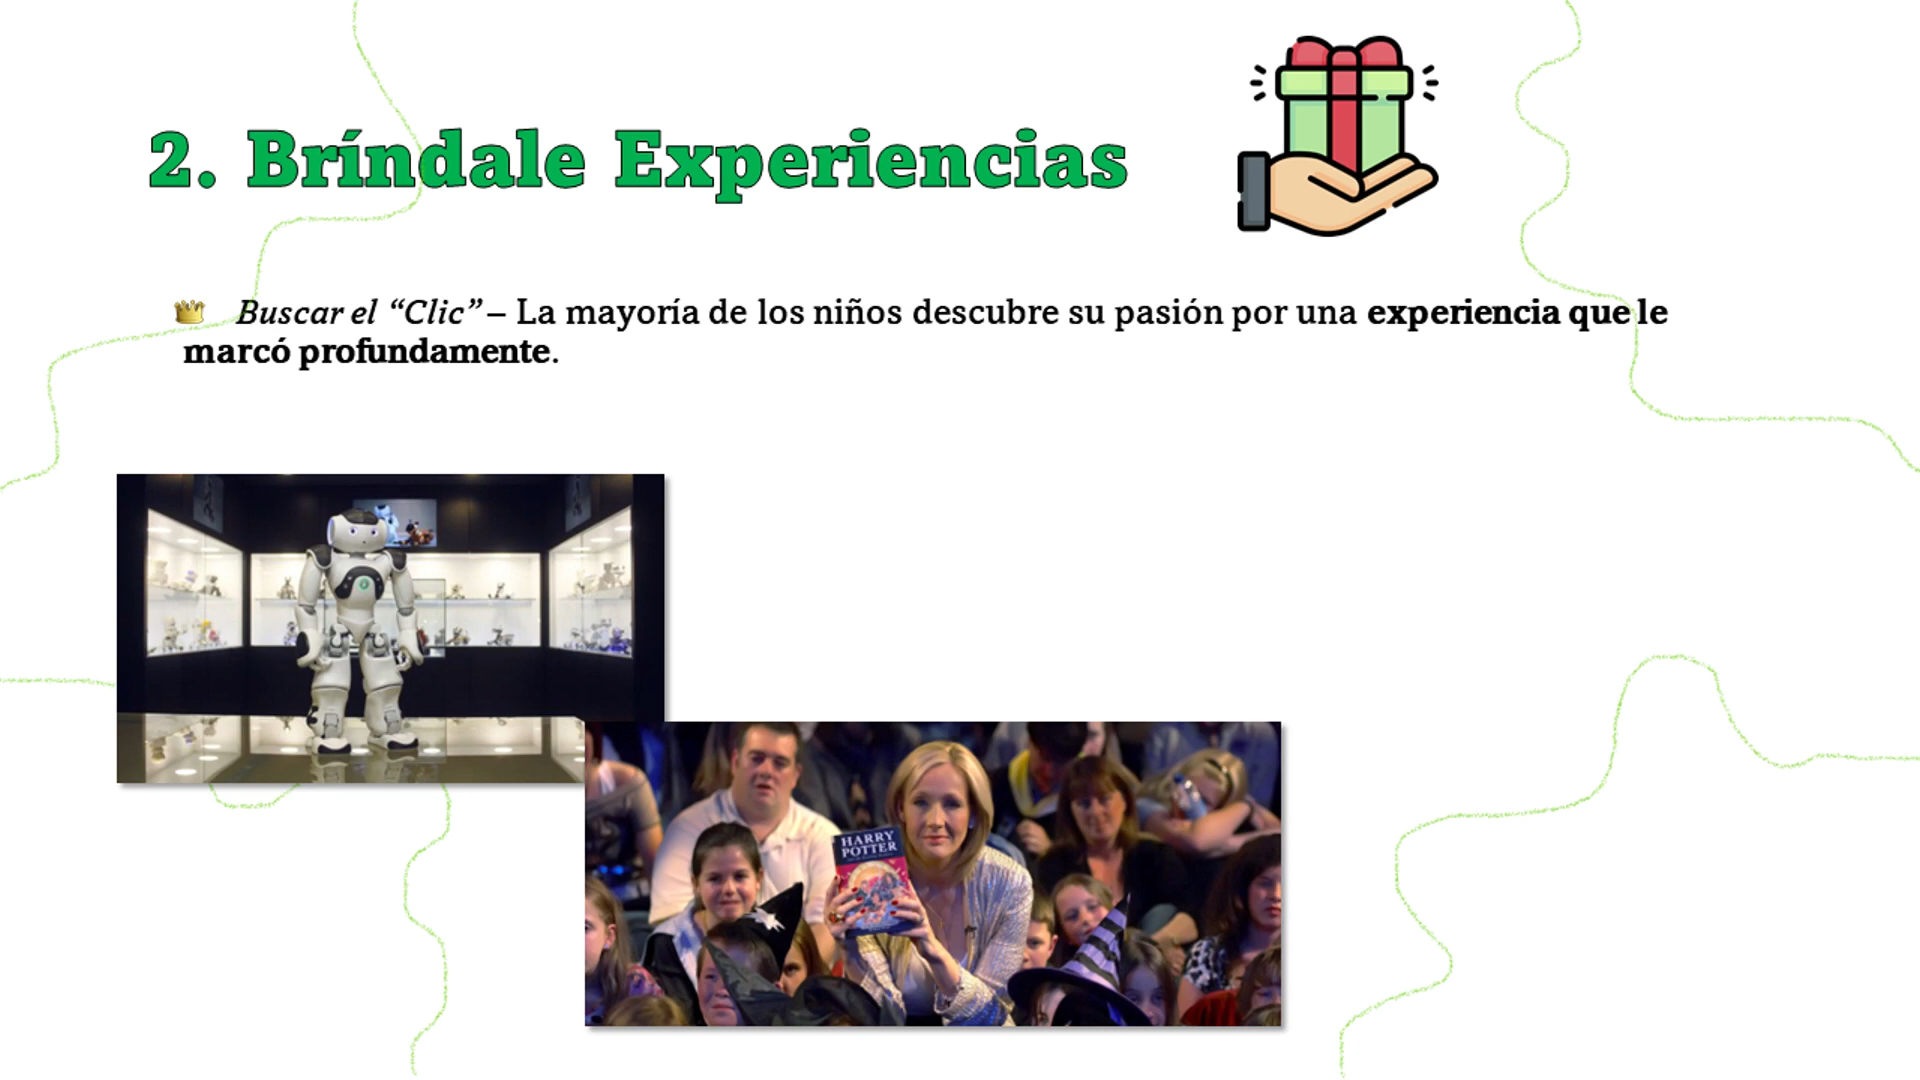 2. Bríndale Experiencias
Buscar el “Clic” – La mayoría de los niños descubre su pasión por una experiencia que le
marcó profundamente.
HARRY
POTTER